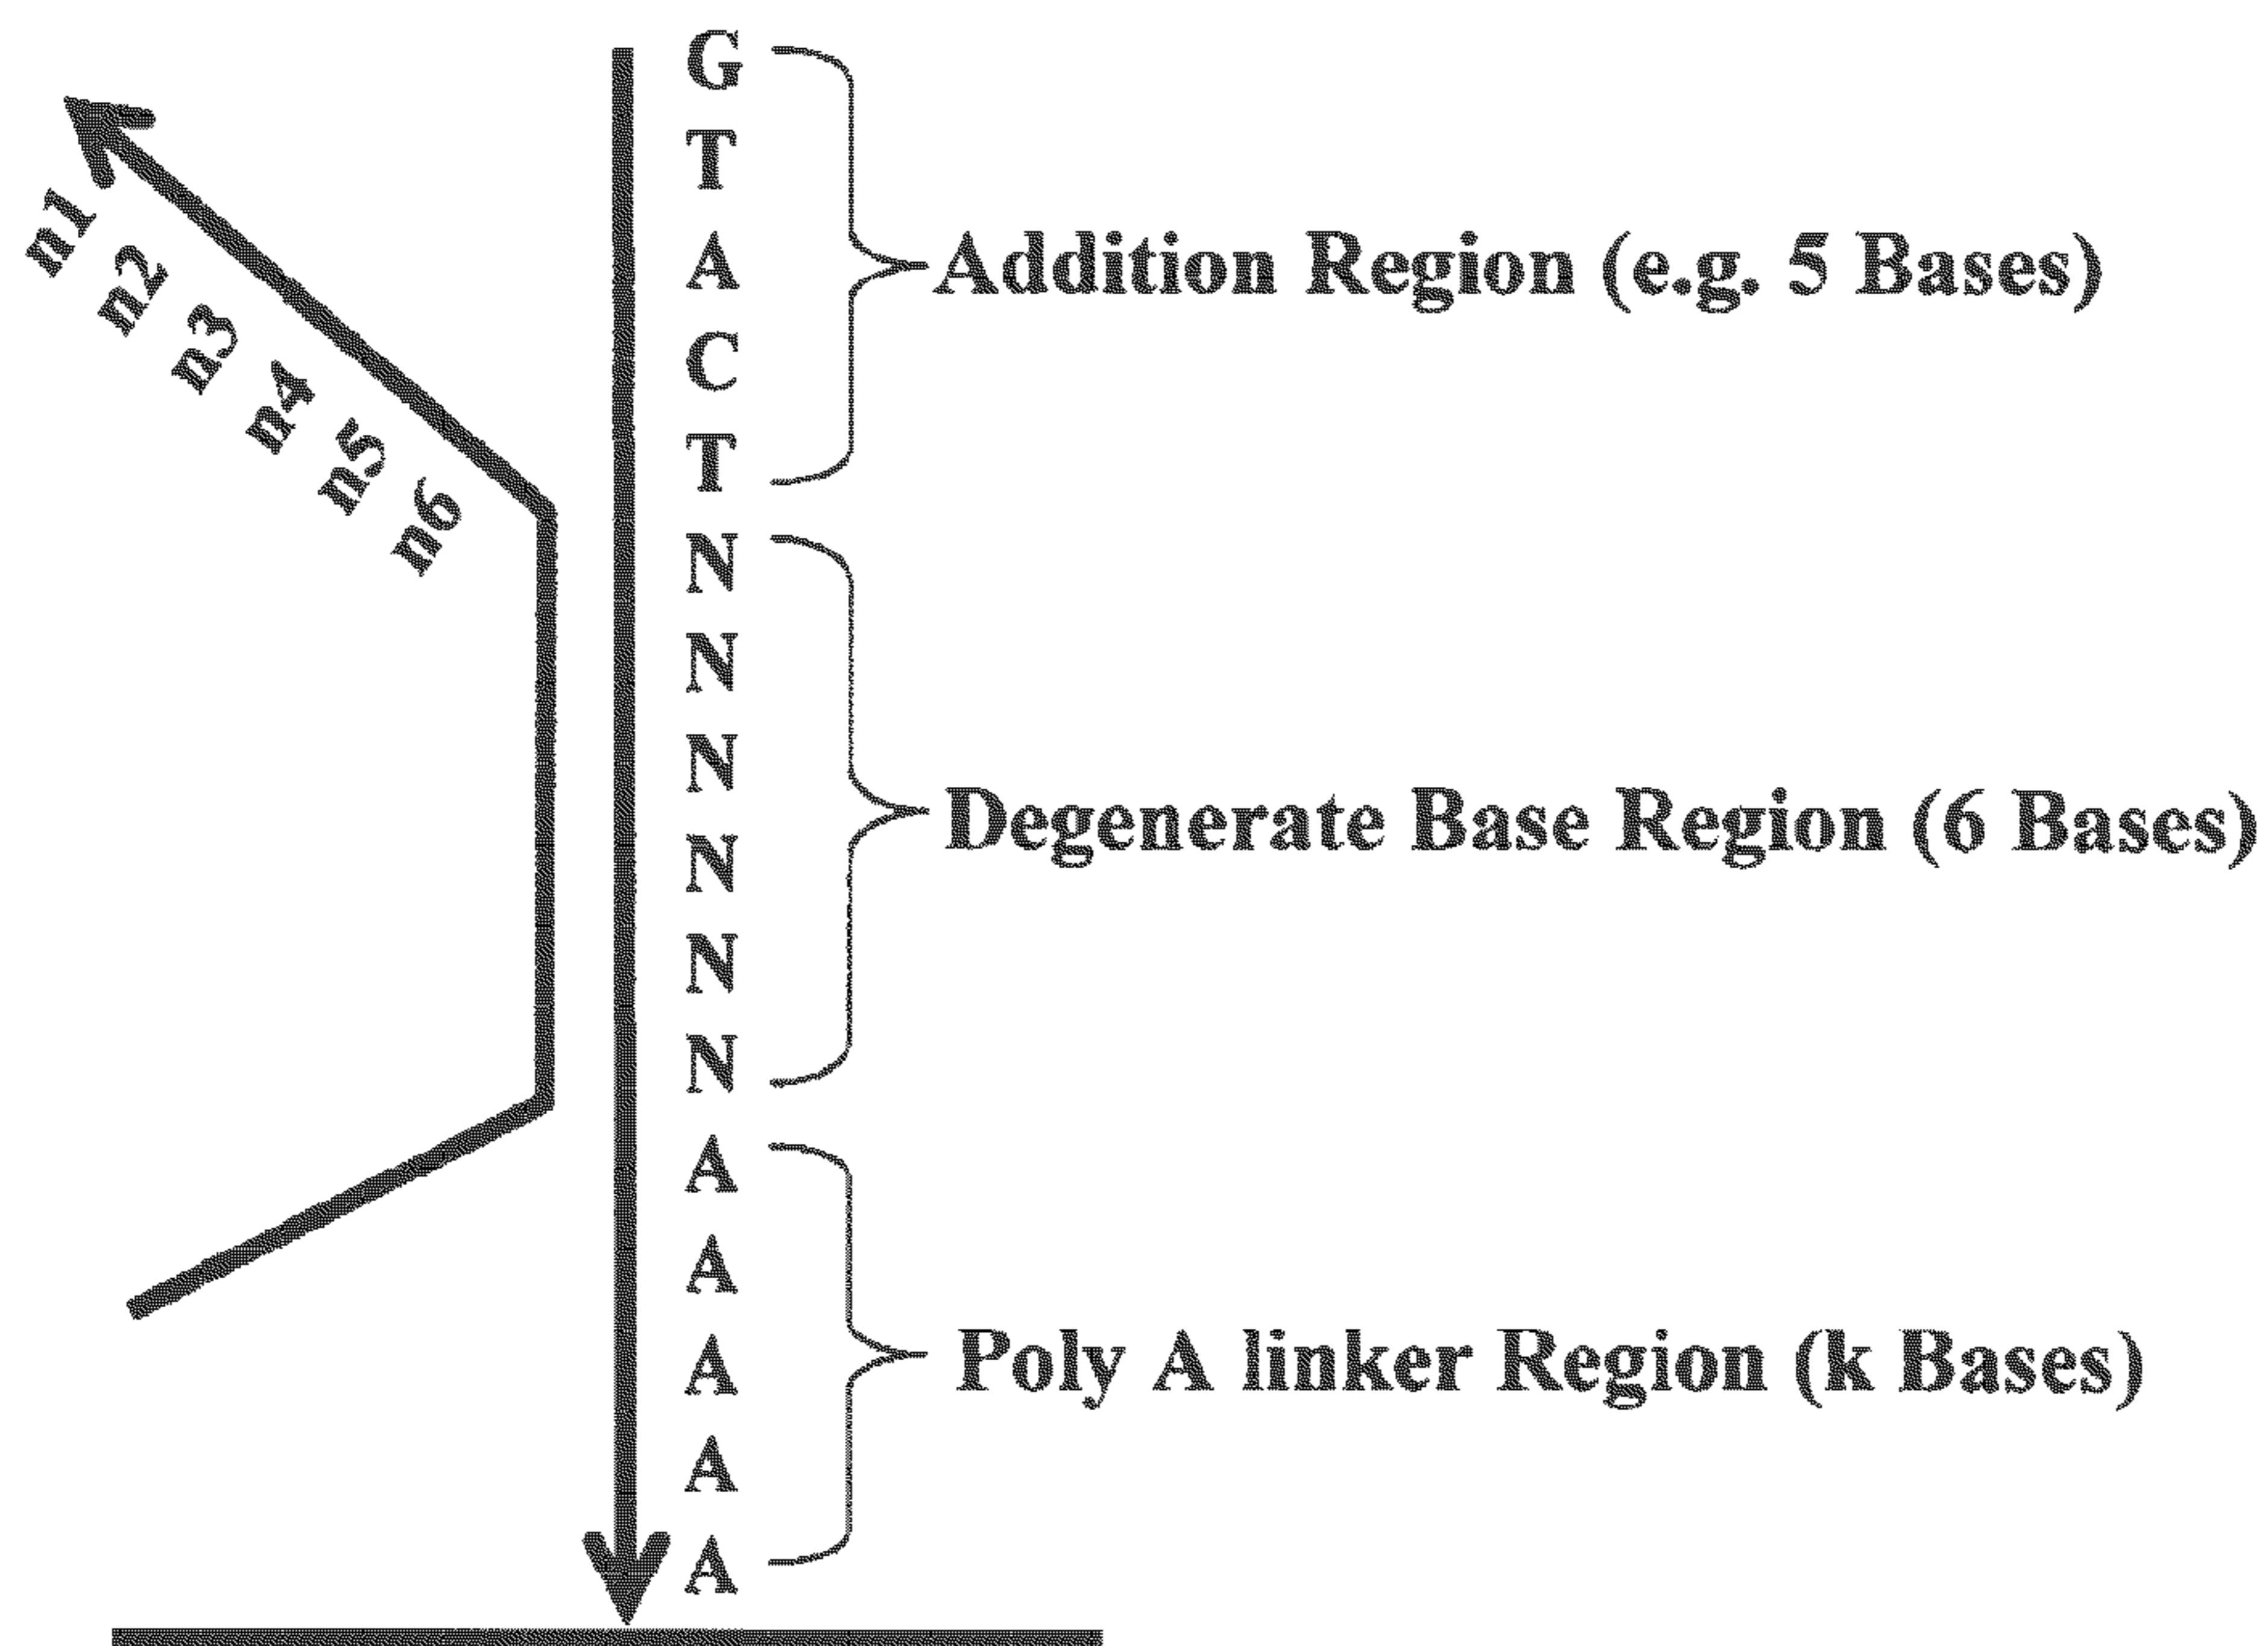 G
T
A
C
T
Addition Region (e.g. 5 Bases)
n1
n2
n3
n4
n5
n6
N
N
N
N
N
N
Degenerate Base Region (6 Bases)
A
A
A
A
A
Poly A linker Region (k Bases)